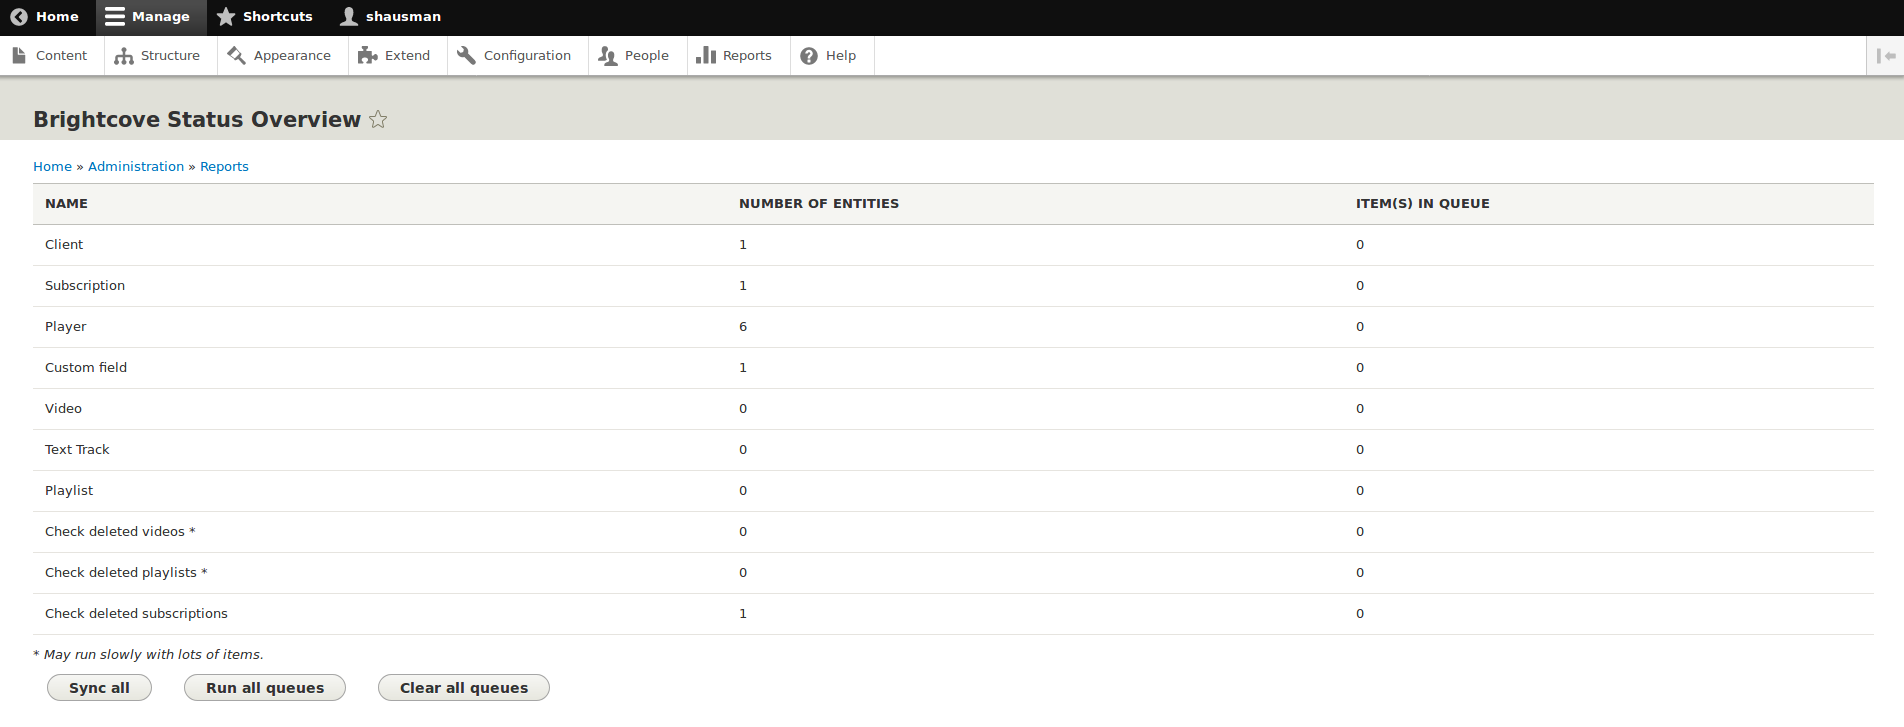 Home Manage Shortcuts shausman
Content Structure Appearance Extend Configuration People Reports Help
Brightcove Status Overview
Home » Administration » Reports
NAME NUMBER OF ENTITIES ITEM(S) IN QUEUE
Client 1 0
Subscription 1 0
Player 6 0
Custom field 1 0
Video 0 0
Text Track 0 0
Playlist 0 0
Check deleted videos * 0 0
Check deleted playlists * 0 0
Check deleted subscriptions 1 0
* May run slowly with lots of items.
Sync all Run all queues Clear all queues